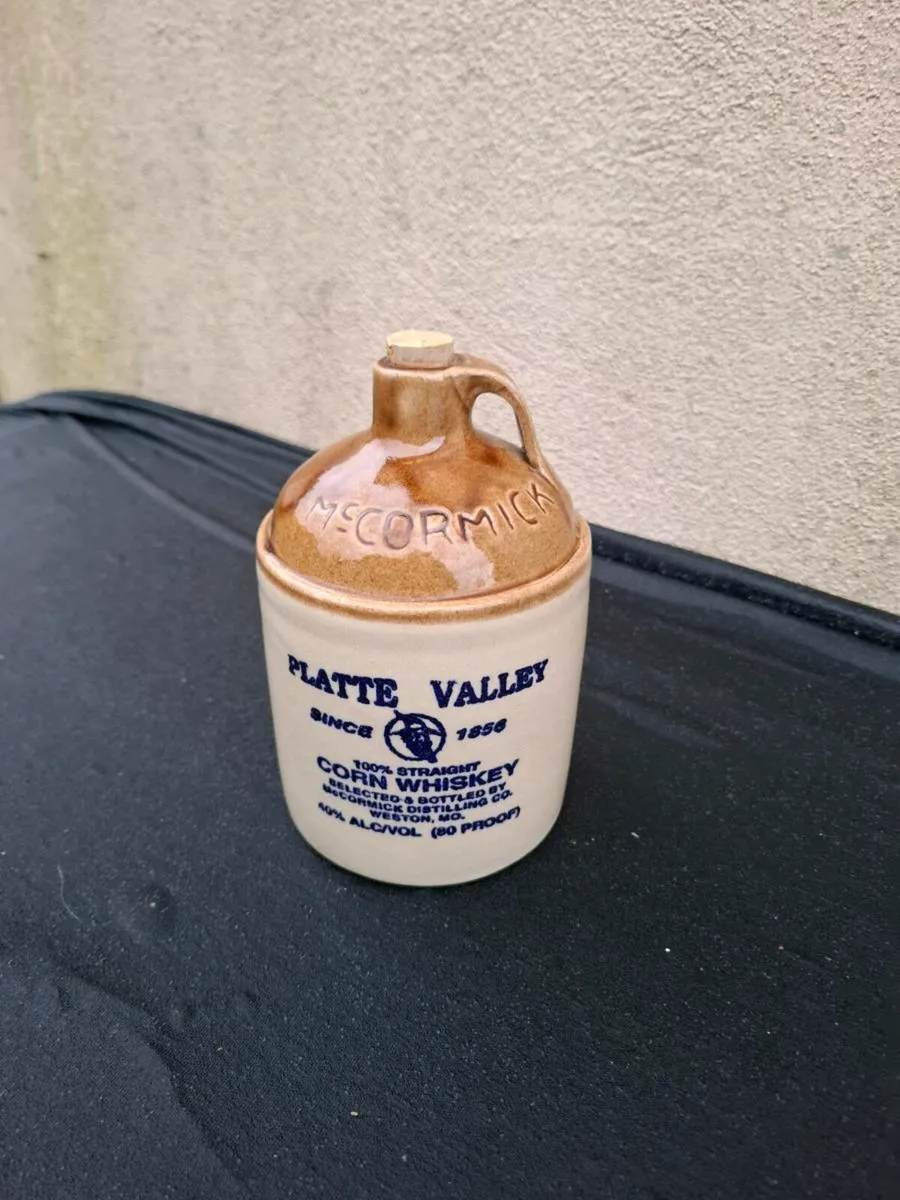 McCORMICK
PLATTE VALLEY
SINCE 1856
100% STRAIGHT
CORN WHISKEY
SELECTED & BOTTLED BY
McCORMICK DISTILLING CO.
WESTON, MO.
40% ALC/VOL (80 PROOF)